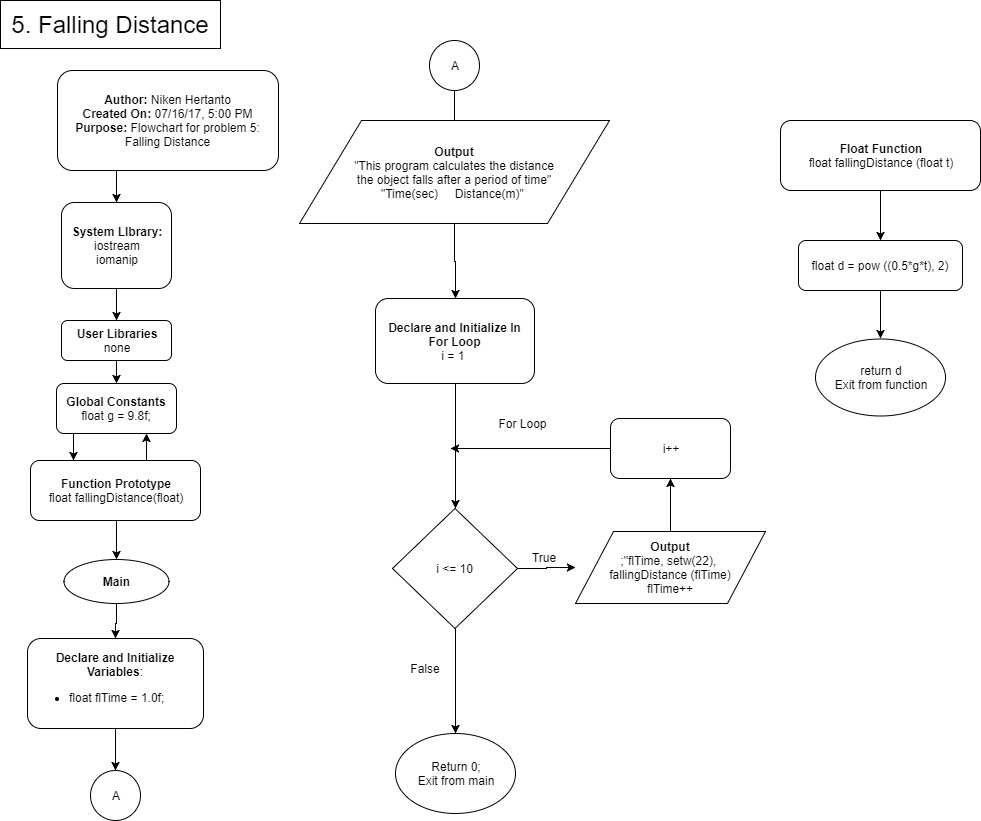 5. Falling Distance
Author: Niken Hertanto
Created On: 07/16/17, 5:00 PM
Purpose: Flowchart for problem 5:
Falling Distance
System LIbrary:
iostream
iomanip
User Libraries
none
Global Constants
float g = 9.8f;
Function Prototype
float fallingDistance(float)
Main
Declare and Initialize
Variables:
• float flTime = 1.0f;
A
A
Output
"This program calculates the distance
the object falls after a period of time"
"Time(sec) Distance(m)"
Declare and Initialize In
For Loop
i = 1
For Loop
i++
i <= 10
True
Output
;"flTime, setw(22),
fallingDistance (flTime)
flTime++
False
Return 0;
Exit from main
Float Function
float fallingDistance (float t)
float d = pow ((0.5*g*t), 2)
return d
Exit from function